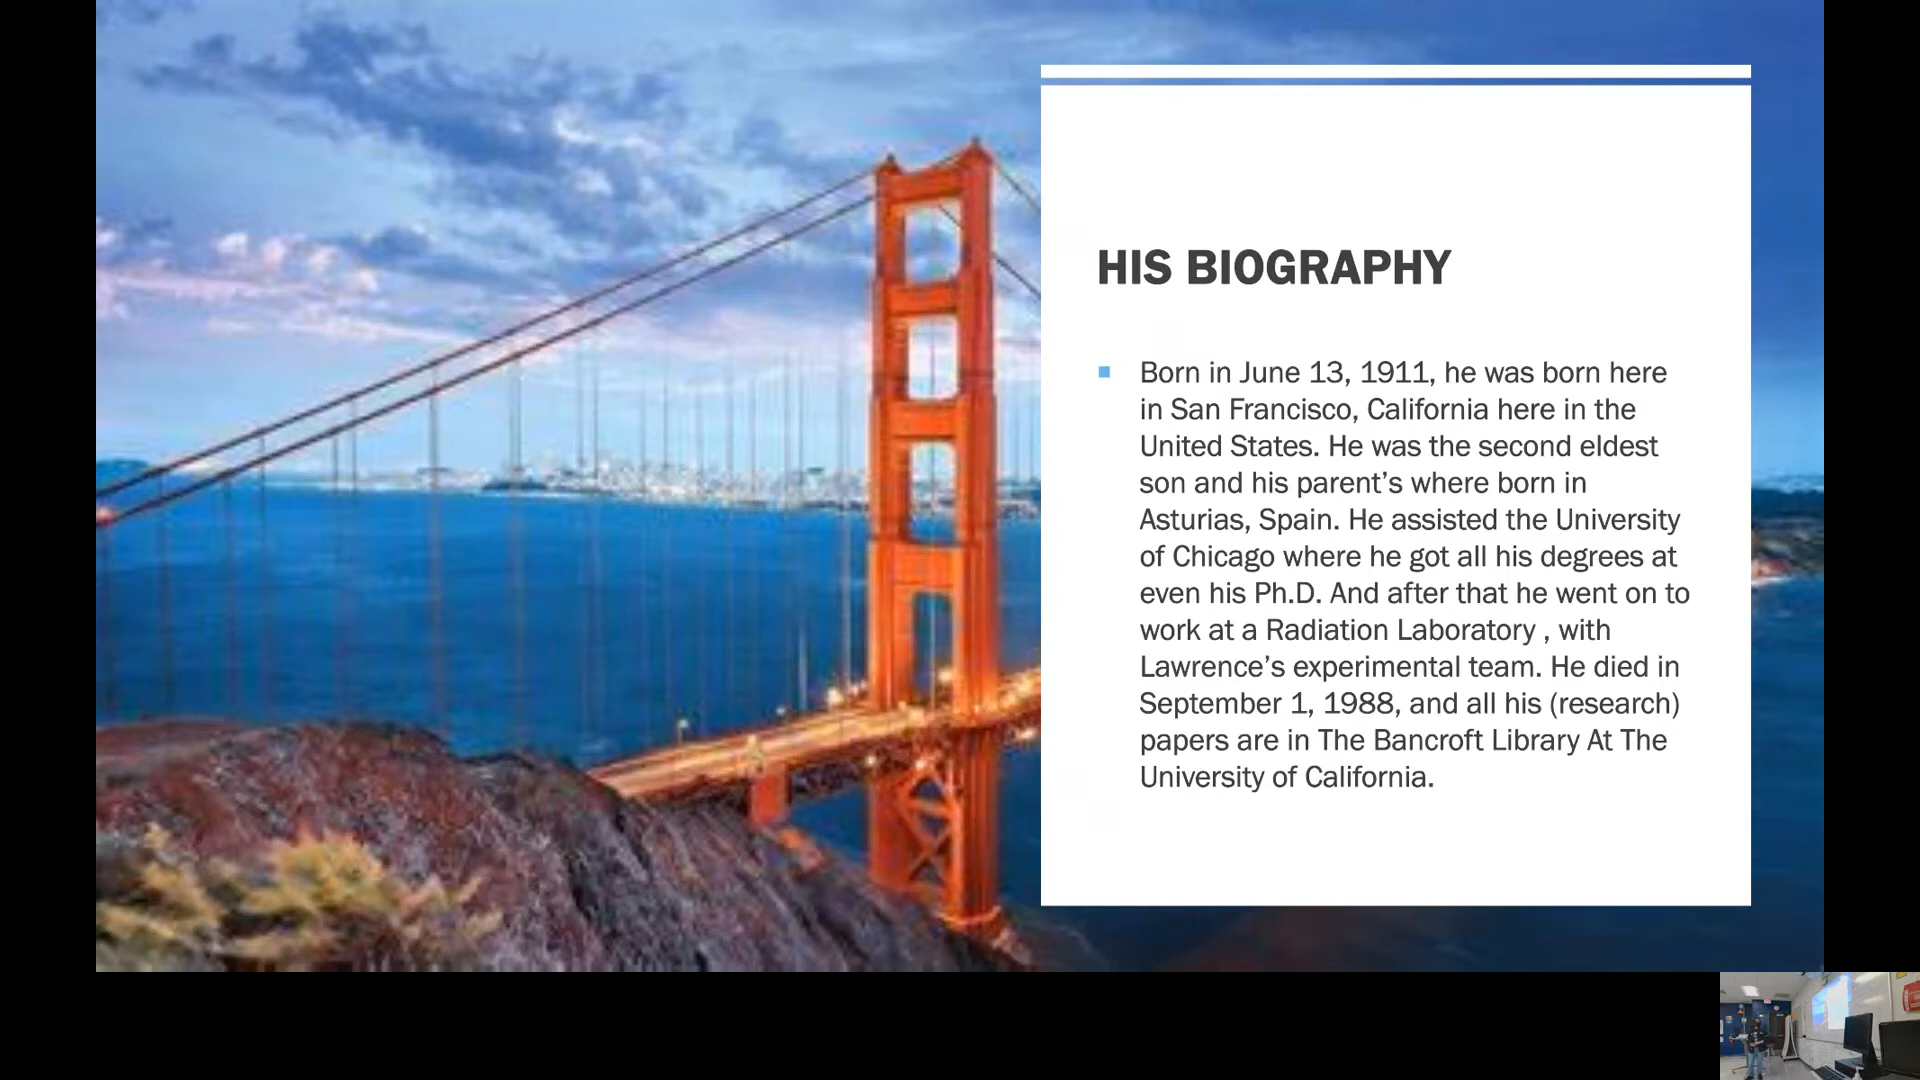 HIS BIOGRAPHY
Born in June 13, 1911, he was born here
in San Francisco, California here in the
United States. He was the second eldest
son and his parent’s where born in
Asturias, Spain. He assisted the University
of Chicago where he got all his degrees at
even his Ph.D. And after that he went on to
work at a Radiation Laboratory , with
Lawrence’s experimental team. He died in
September 1, 1988, and all his (research)
papers are in The Bancroft Library At The
University of California.